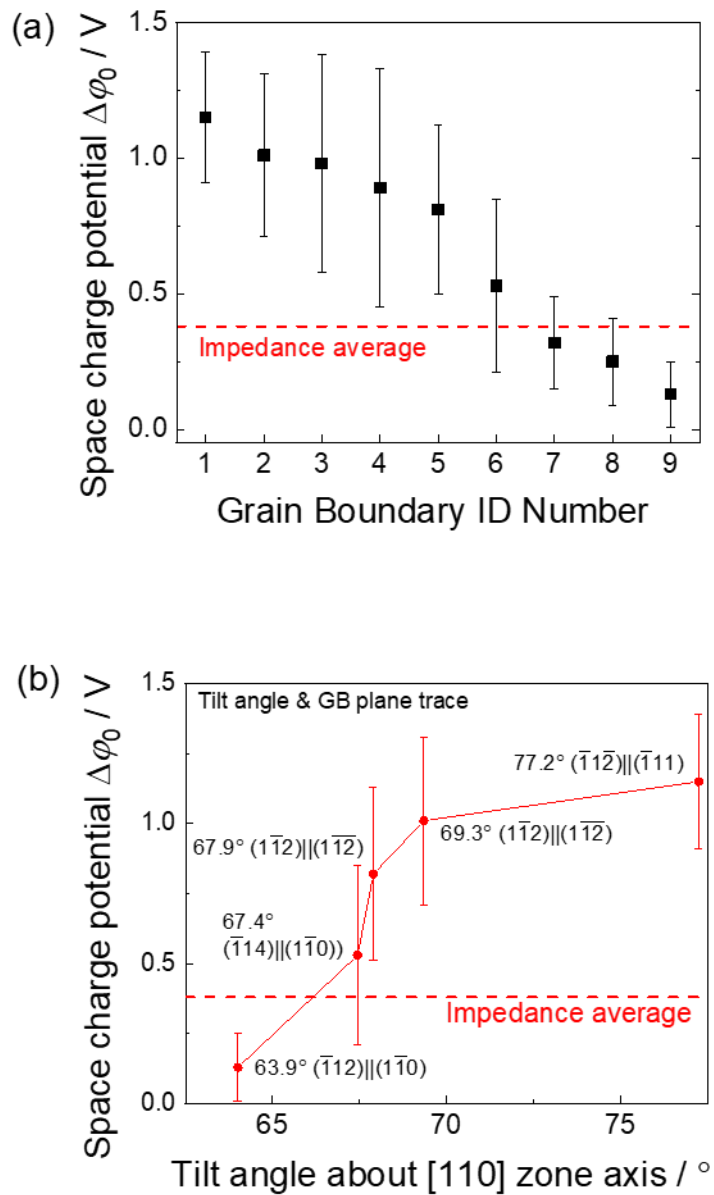 (a)
Space charge potential Δφ₀ / V
1.5
1.0
0.5
0.0
Impedance average
1 2 3 4 5 6 7 8 9
Grain Boundary ID Number
(b)
Space charge potential Δφ₀ / V
1.5
1.0
0.5
0.0
Tilt angle & GB plane trace
77.2° (1̅12̅)||(1̅11)
67.9° (11̅2)||(11̅2̅)
69.3° (11̅2)||(11̅2̅)
67.4°
(1̅14)||(11̅0))
Impedance average
63.9° (1̅12)||(11̅0)
65 70 75
Tilt angle about [110] zone axis / °